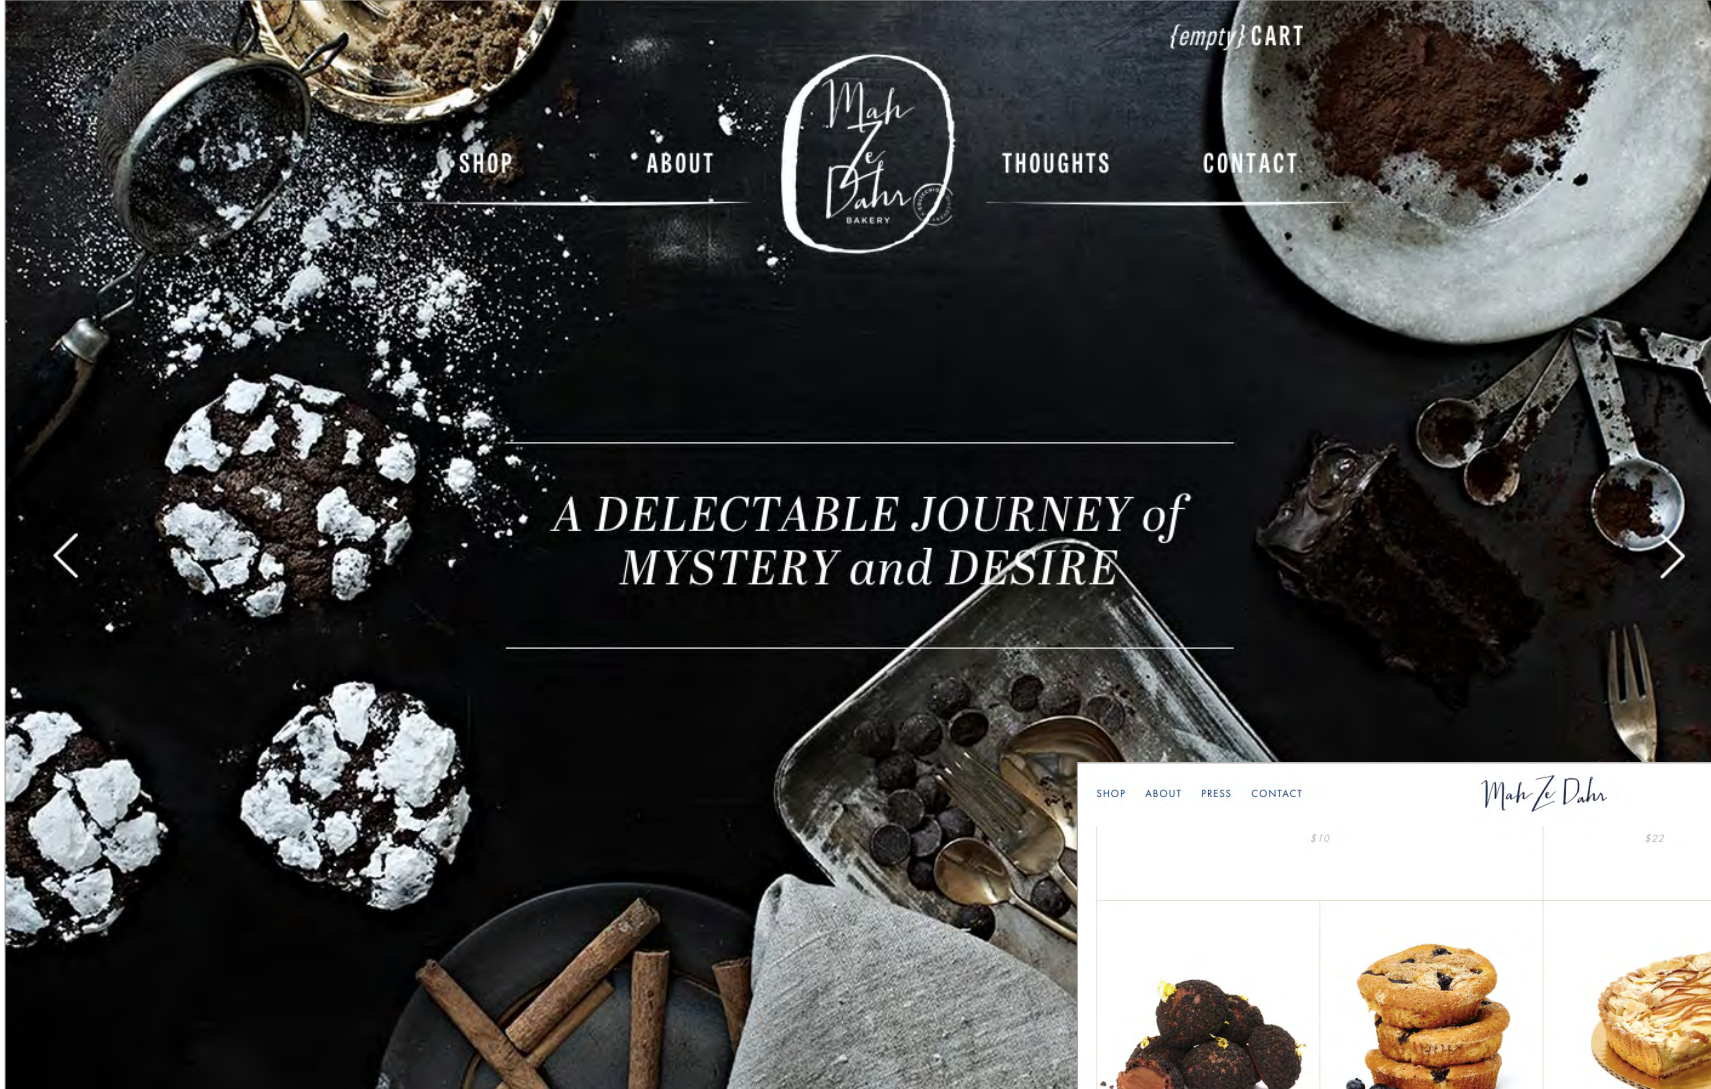 {empty} CART
SHOP
ABOUT
Mah
Ze
Dahr
BAKERY
THOUGHTS
CONTACT
A DELECTABLE JOURNEY of
MYSTERY and DESIRE
SHOP ABOUT PRESS CONTACT
Mah Ze Dahr
$10
$22